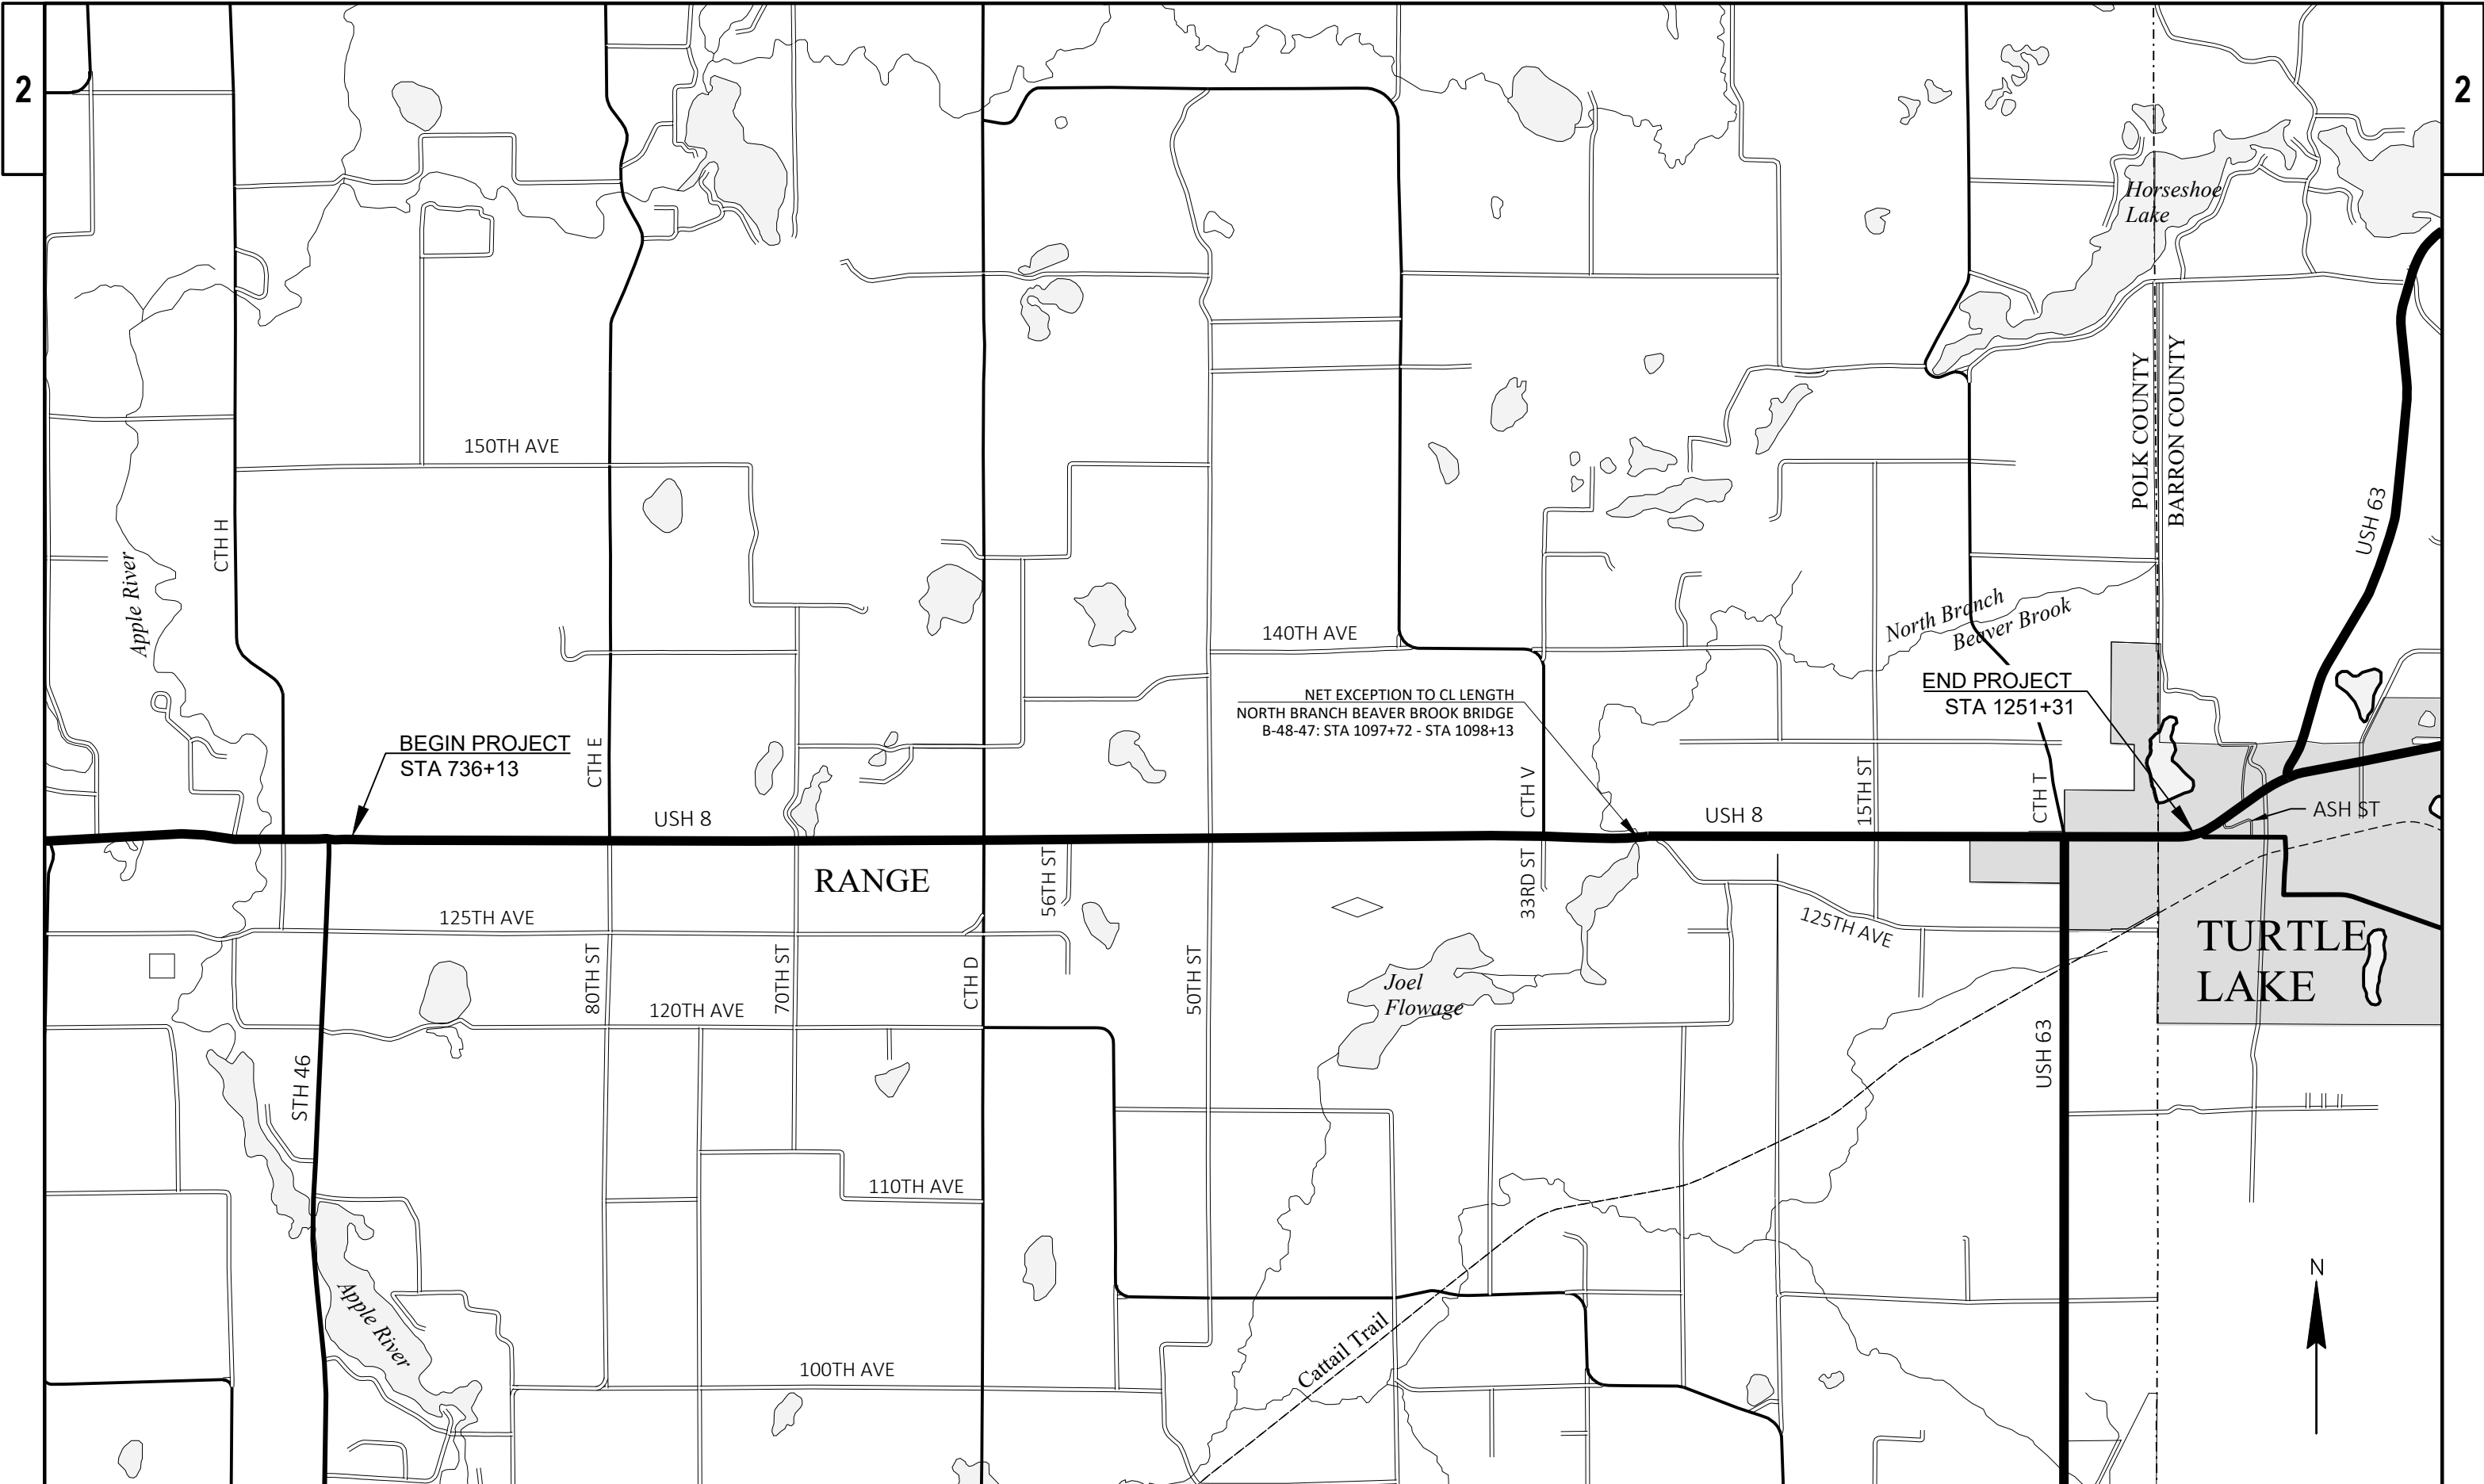 2
2
Horseshoe
Lake
150TH AVE
POLK COUNTY
BARRON COUNTY
CTH H
USH 63
Apple River
North Branch
Beaver Brook
140TH AVE
END PROJECT
STA 1251+31
NET EXCEPTION TO CL LENGTH
NORTH BRANCH BEAVER BROOK BRIDGE
B-48-47: STA 1097+72 - STA 1098+13
BEGIN PROJECT
STA 736+13
CTH E
CTH V
15TH ST
CTH T
USH 8
USH 8
ASH ST
RANGE
56TH ST
33RD ST
125TH AVE
125TH AVE
TURTLE
LAKE
80TH ST
70TH ST
CTH D
50TH ST
Joel
Flowage
120TH AVE
STH 46
USH 63
110TH AVE
N
Apple River
Cattail Trail
100TH AVE